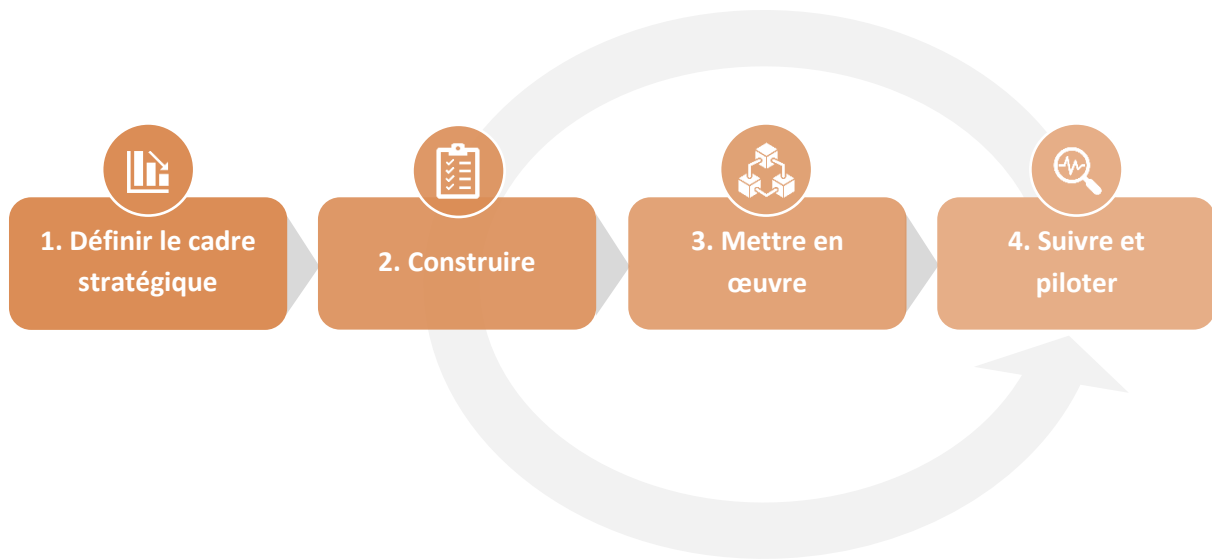 1. Définir le cadre
stratégique
2. Construire
3. Mettre en
œuvre
4. Suivre et
piloter